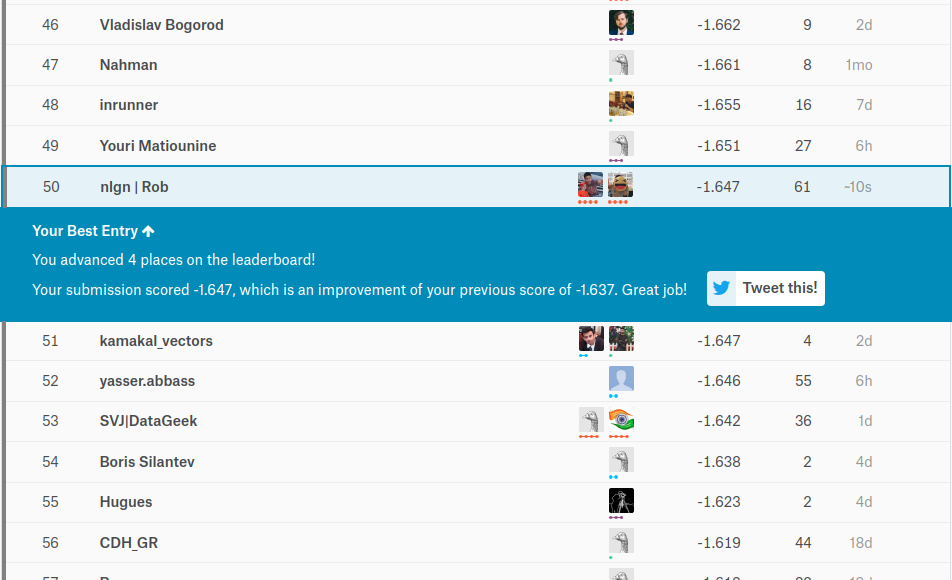 46 Vladislav Bogorod -1.662 9 2d
47 Nahman -1.661 8 1mo
48 inrunner -1.655 16 7d
49 Youri Matiounine -1.651 27 6h
50 nlgn | Rob -1.647 61 ~10s
Your Best Entry ↑
You advanced 4 places on the leaderboard!
Your submission scored -1.647, which is an improvement of your previous score of -1.637. Great job! Tweet this!
51 kamakal_vectors -1.647 4 2d
52 yasser.abbass -1.646 55 6h
53 SVJ|DataGeek -1.642 36 1d
54 Boris Silantev -1.638 2 4d
55 Hugues -1.623 2 4d
56 CDH_GR -1.619 44 18d